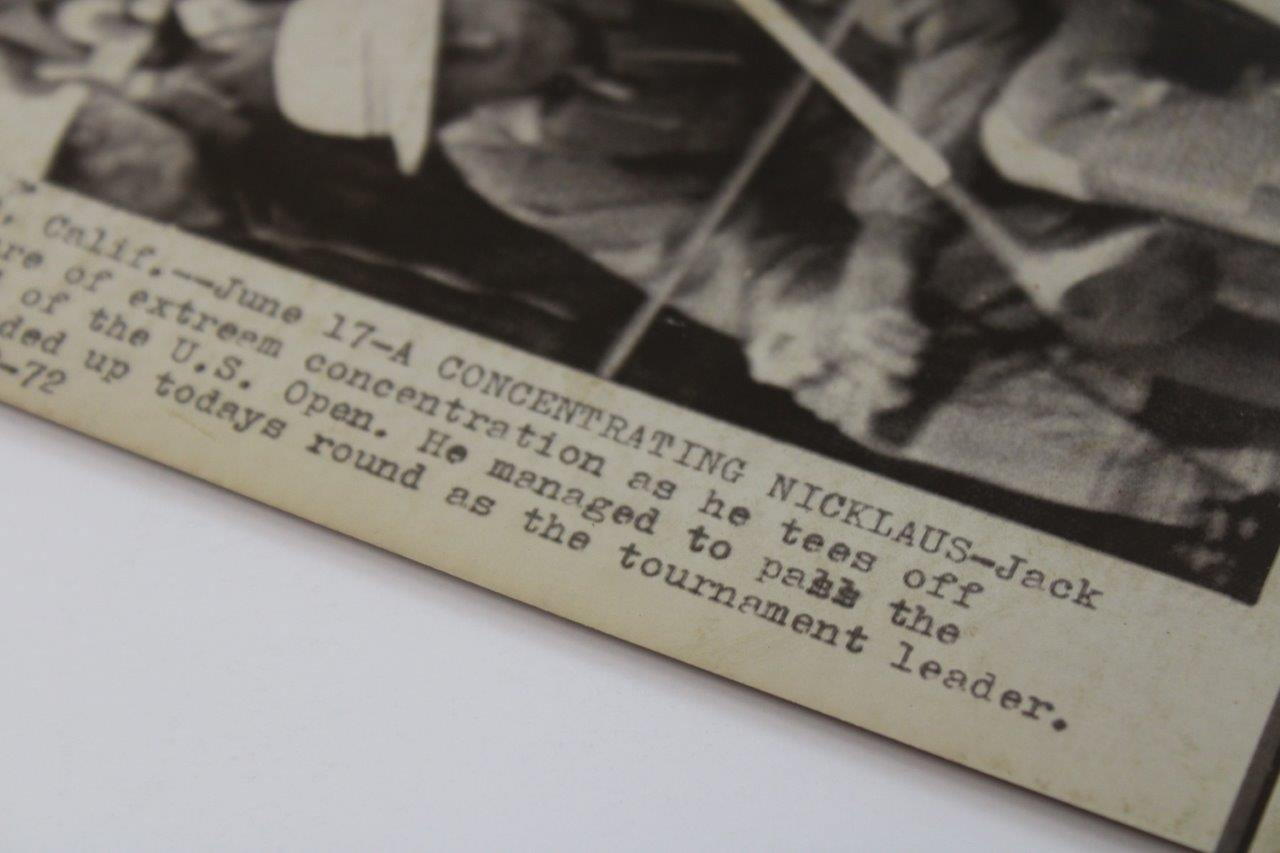 , Calif.--June 17-A CONCENTRATING NICKLAUS-Jack
of extreem concentration as he tees off
of the U.S. Open. He managed to pass the
up todays round as the tournament leader.
-72